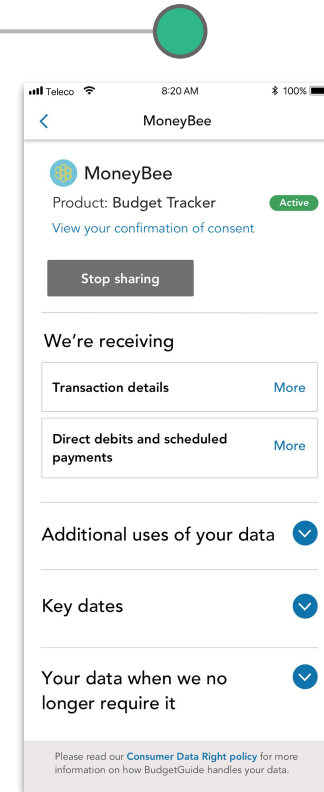 Teleco 8:20 AM 100%
MoneyBee
MoneyBee
Product: Budget Tracker Active
View your confirmation of consent
Stop sharing
We're receiving
Transaction details More
Direct debits and scheduled
payments More
Additional uses of your data
Key dates
Your data when we no
longer require it
Please read our Consumer Data Right policy for more
information on how BudgetGuide handles your data.